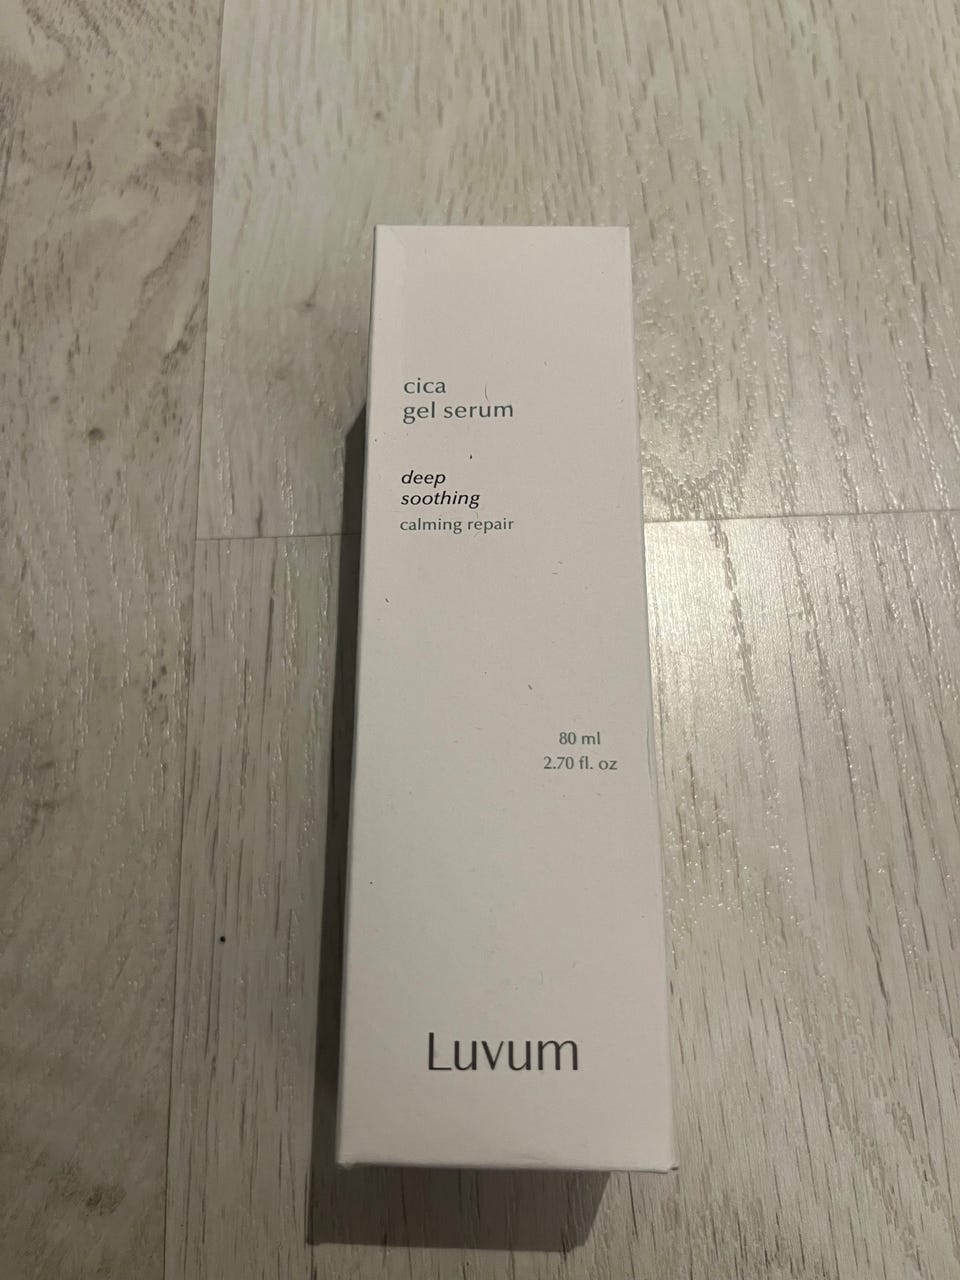 cica
gel serum
deep
soothing
calming repair
80 ml
2.70 fl. oz
Luvum